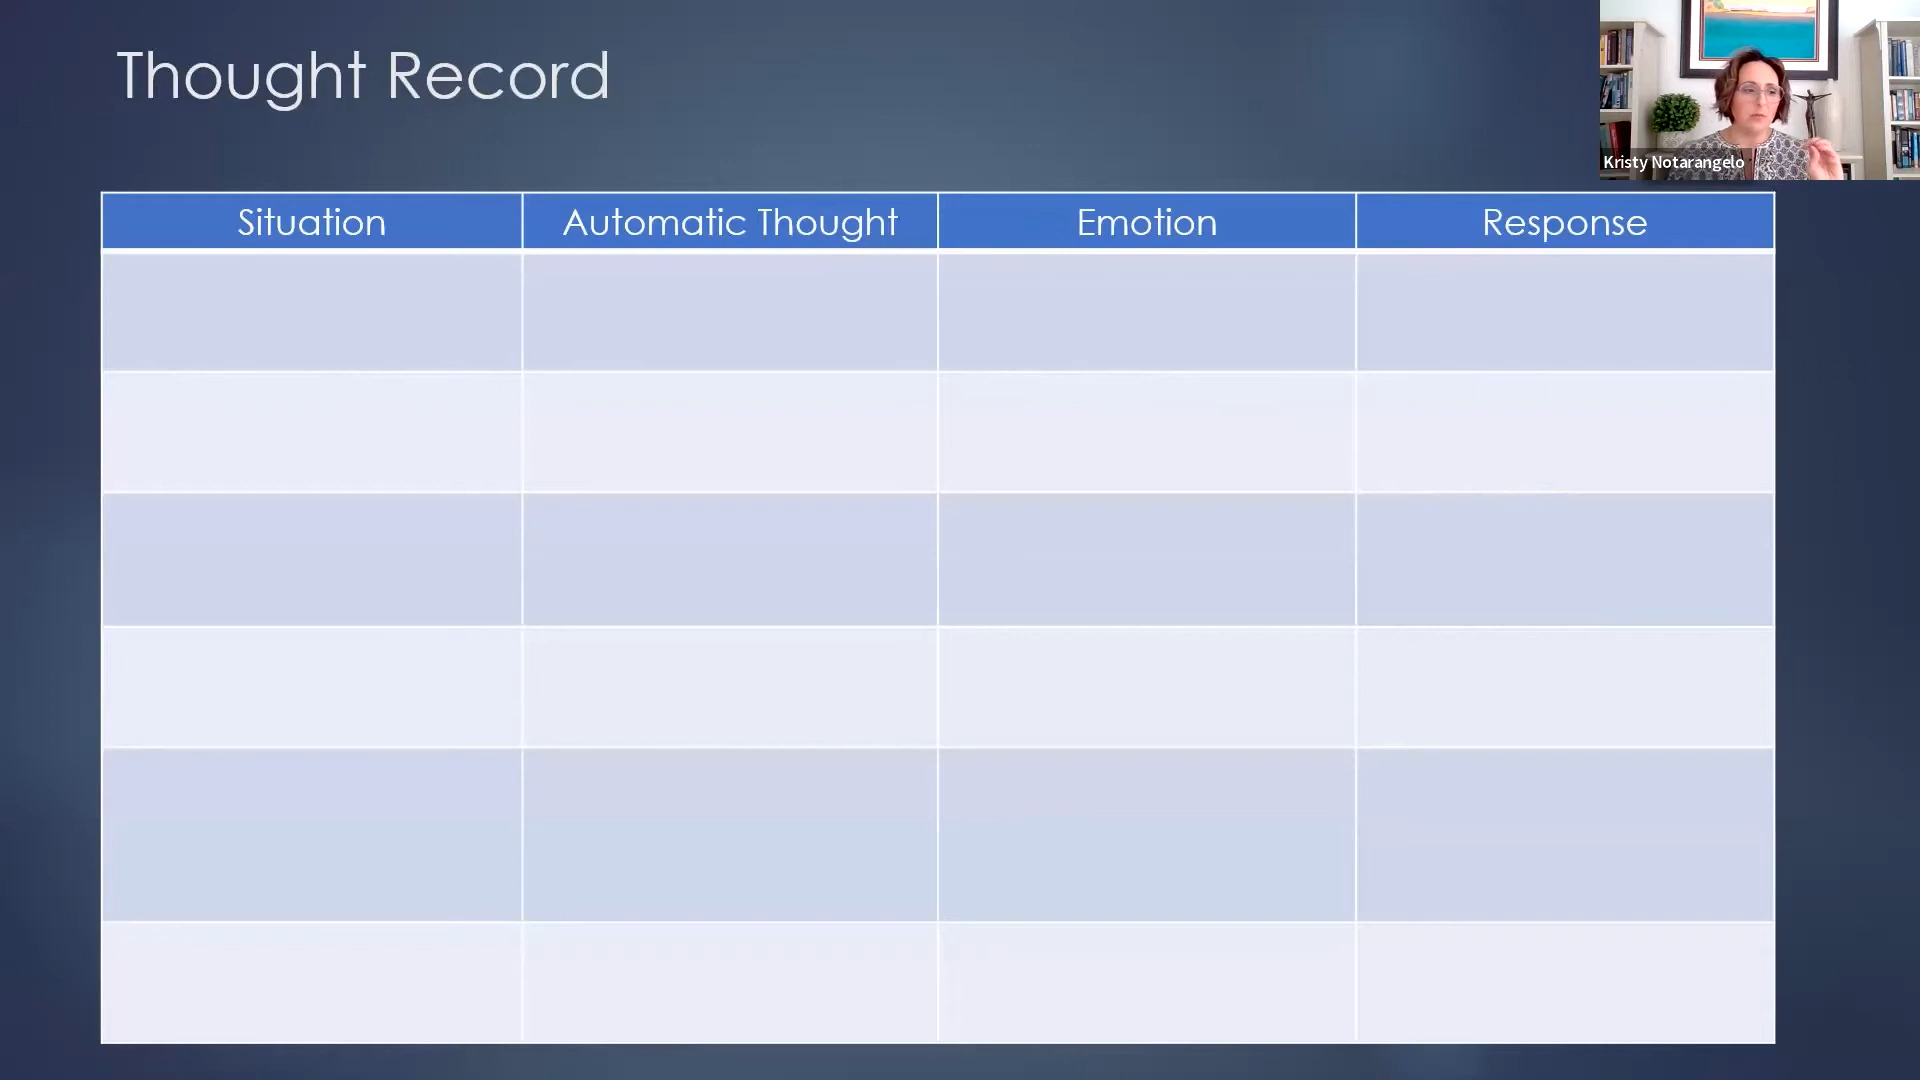 Thought Record
Kristy Notarangelo
Situation
Automatic Thought
Emotion
Response